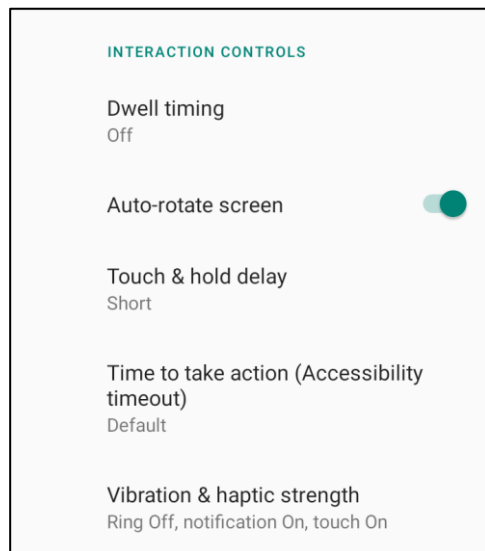 INTERACTION CONTROLS
Dwell timing
Off
Auto-rotate screen
Touch & hold delay
Short
Time to take action (Accessibility
timeout)
Default
Vibration & haptic strength
Ring Off, notification On, touch On